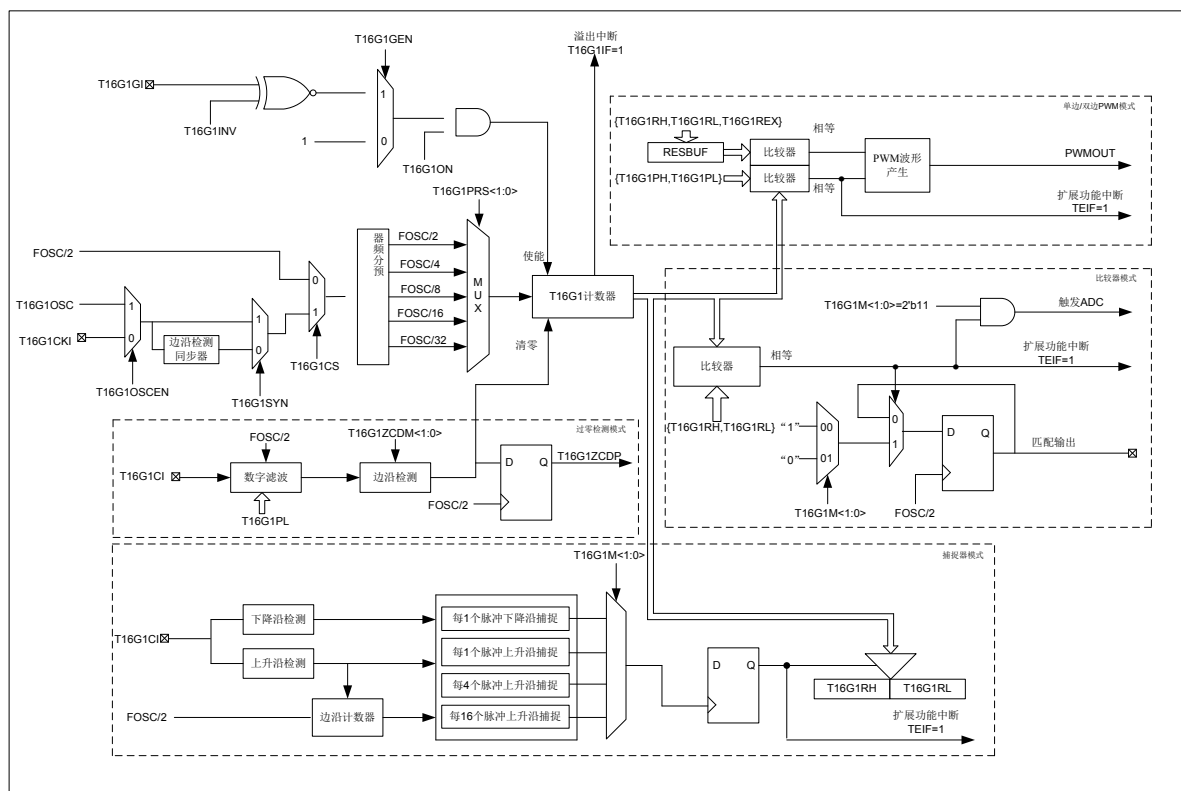 T16G1GEN
溢出中断
T16G1IF=1
T16G1GI
T16G1INV
1
0
1
T16G1ON
单边/双边PWM模式
{T16G1RH,T16G1RL,T16G1REX}
相等
RESBUF
比较器
PWM波形
产生
PWMOUT
{T16G1PH,T16G1PL}
比较器
相等
扩展功能中断
TEIF=1
T16G1PRS<1:0>
FOSC/2
器频分预
FOSC/2
FOSC/4
FOSC/8
FOSC/16
FOSC/32
MUX
使能
T16G1计数器
清零
0
1
T16G1CS
T16G1OSC
T16G1CKI
1
0
T16G1OSCEN
边沿检测
同步器
1
0
T16G1SYN
比较器模式
T16G1M<1:0>=2'b11
触发ADC
比较器
相等
扩展功能中断
TEIF=1
{T16G1RH,T16G1RL}
“1”
00
“0”
01
T16G1M<1:0>
0
1
D
Q
FOSC/2
匹配输出
过零检测模式
FOSC/2
T16G1ZCDM<1:0>
T16G1CI
数字滤波
边沿检测
T16G1PL
D
Q
FOSC/2
T16G1ZCDP
捕捉器模式
T16G1M<1:0>
T16G1CI
下降沿检测
上升沿检测
FOSC/2
边沿计数器
每1个脉冲下降沿捕捉
每1个脉冲上升沿捕捉
每4个脉冲上升沿捕捉
每16个脉冲上升沿捕捉
D
Q
T16G1RH
T16G1RL
扩展功能中断
TEIF=1